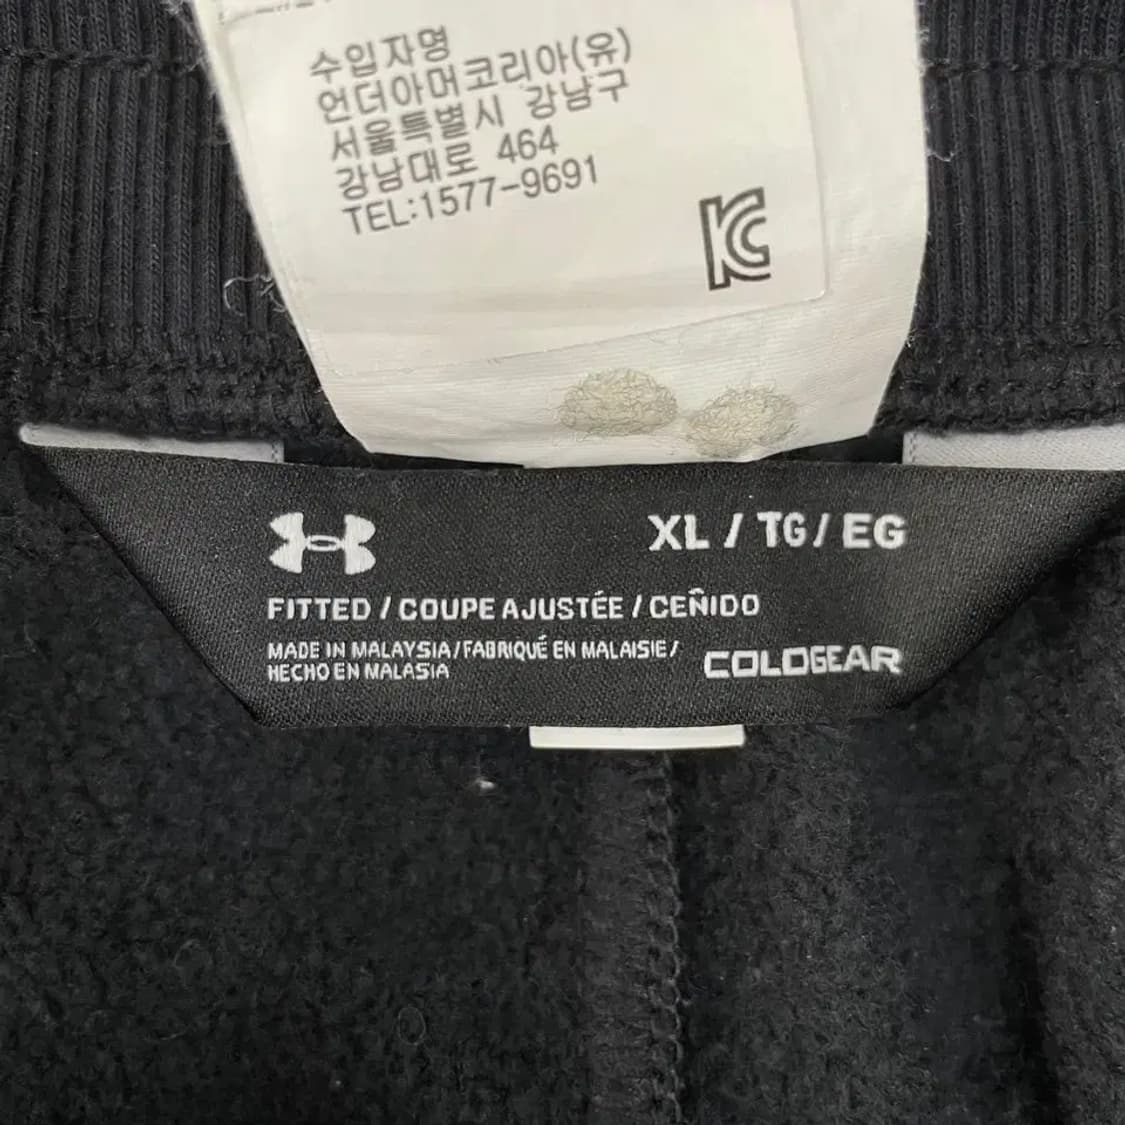 수입자명
언더아머코리아(유)
서울특별시 강남구
강남대로 464
TEL:1577-9691
XL / TG / EG
FITTED / COUPE AJUSTÉE / CEÑIDO
MADE IN MALAYSIA / FABRIQUÉ EN MALAISIE /
HECHO EN MALASIA
COLDGEAR